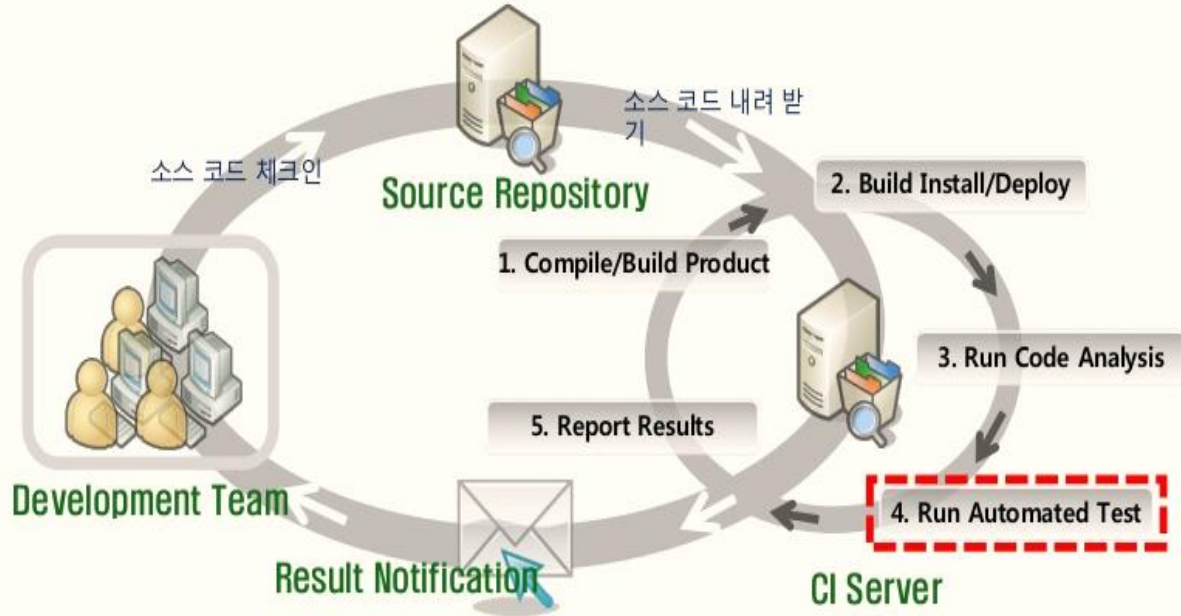 소스 코드 내려 받
기
소스 코드 체크인
Source Repository
2. Build Install/Deploy
1. Compile/Build Product
3. Run Code Analysis
5. Report Results
Development Team
4. Run Automated Test
Result Notification
CI Server